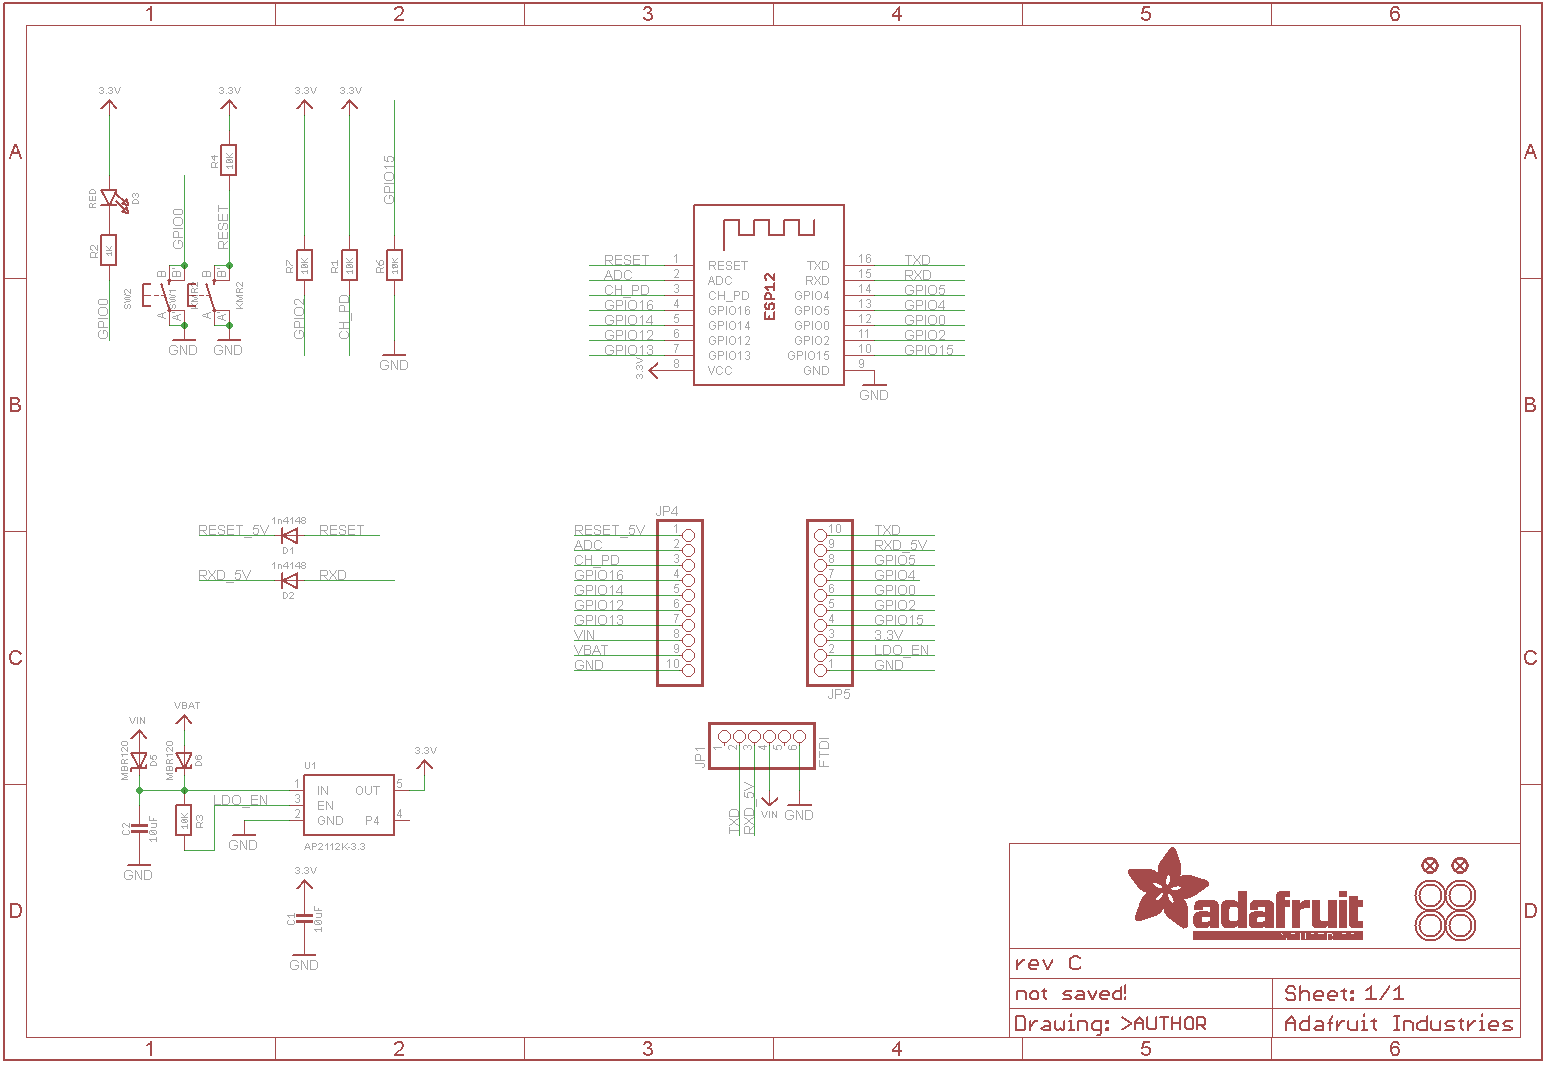 1 2 3 4 5 6
A
B
C
D
3.3V
RED
D3
R2
1K
GPIO0
3.3V
R4
10K
GPIO0
RESET
B
B'
A
A'
SW2
KMR2
GND
B
B'
A
A'
SW1
KMR2
GND
3.3V
R7
10K
GPIO2
3.3V
R1
10K
CH_PD
GPIO15
R6
10K
GND
ESP12
RESET 1 RESET TXD 16 TXD
ADC 2 ADC RXD 15 RXD
CH_PD 3 CH_PD GPIO4 14 GPIO5
GPIO16 4 GPIO16 GPIO5 13 GPIO4
GPIO14 5 GPIO14 GPIO0 12 GPIO0
GPIO12 6 GPIO12 GPIO2 11 GPIO2
GPIO13 7 GPIO13 GPIO15 10 GPIO15
3.3V 8 VCC GND 9
GND
1n4148
RESET_5V RESET
D1
1n4148
RXD_5V RXD
D2
JP4
RESET_5V 1
ADC 2
CH_PD 3
GPIO16 4
GPIO14 5
GPIO12 6
GPIO13 7
VIN 8
VBAT 9
GND 10
10 TXD
9 RXD_5V
8 GPIO5
7 GPIO4
6 GPIO0
5 GPIO2
4 GPIO15
3 3.3V
2 LDO_EN
1 GND
JP5
JP1
1 2 3 4 5 6
FTDI
TXD
RXD_5V
VIN
GND
VIN
MBR120
D5
VBAT
MBR120
D6
C2
10uF
GND
R3
10K
LDO_EN
GND
U1
1 IN OUT 5
3 EN
2 GND P4 4
AP2112K-3.3
3.3V
3.3V
C1
10uF
GND
adafruit
rev C
not saved!
Sheet: 1/1
Drawing: >AUTHOR
Adafruit Industries
A
B
C
D
1 2 3 4 5 6